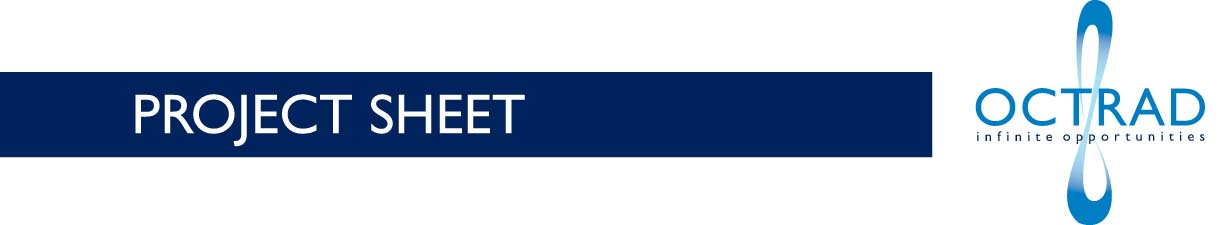 PROJECT SHEET
OCTRAD
infinite opportunities